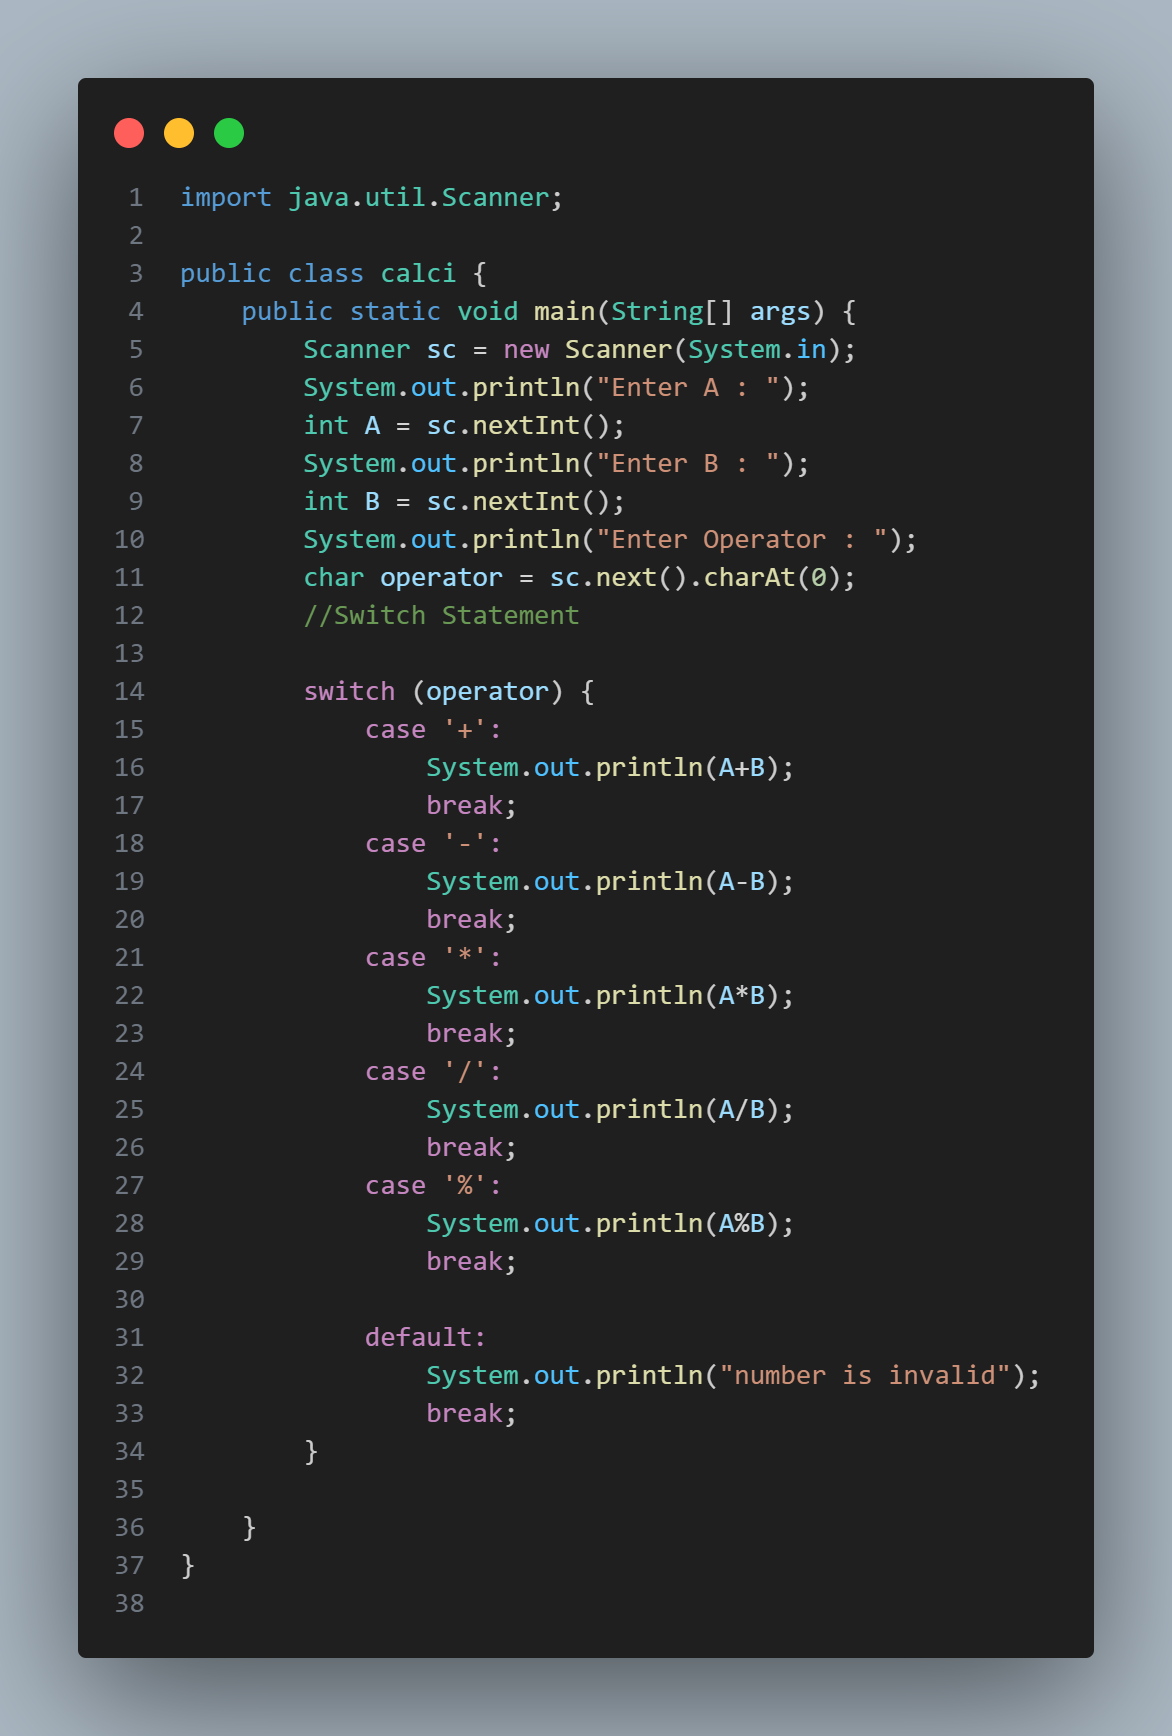 1 import java.util.Scanner;
2
3 public class calci {
4     public static void main(String[] args) {
5         Scanner sc = new Scanner(System.in);
6         System.out.println("Enter A : ");
7         int A = sc.nextInt();
8         System.out.println("Enter B : ");
9         int B = sc.nextInt();
10         System.out.println("Enter Operator : ");
11         char operator = sc.next().charAt(0);
12         //Switch Statement
13
14         switch (operator) {
15             case '+':
16                 System.out.println(A+B);
17                 break;
18             case '-':
19                 System.out.println(A-B);
20                 break;
21             case '*':
22                 System.out.println(A*B);
23                 break;
24             case '/':
25                 System.out.println(A/B);
26                 break;
27             case '%':
28                 System.out.println(A%B);
29                 break;
30
31             default:
32                 System.out.println("number is invalid");
33                 break;
34         }
35
36     }
37 }
38